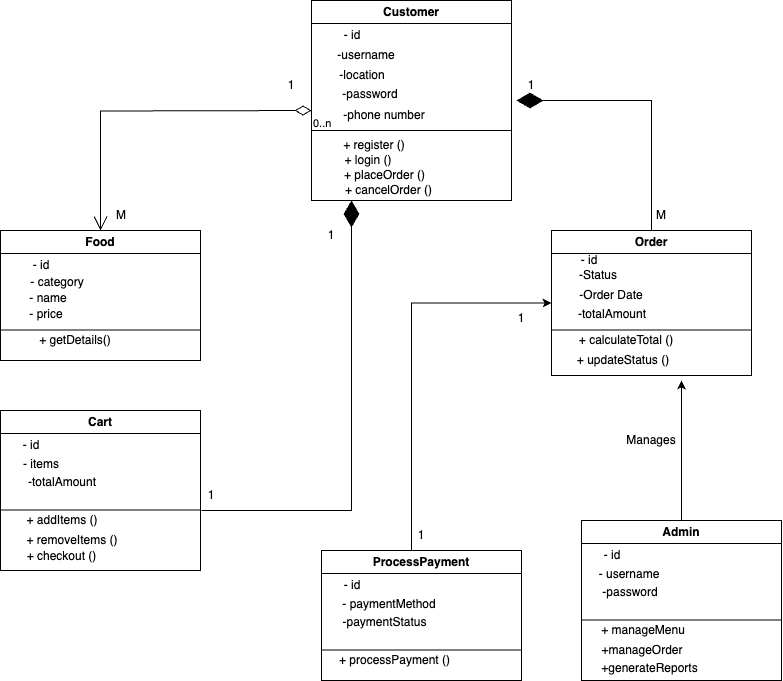 Customer
- id
-username
-location
-password
-phone number
+ register ()
+ login ()
+ placeOrder ()
+ cancelOrder ()
1
0..n
1
M
1
M
Food
- id
- category
- name
- price
+ getDetails()
Order
- id
-Status
-Order Date
-totalAmount
+ calculateTotal ()
+ updateStatus ()
1
Manages
Cart
- id
- items
-totalAmount
+ addItems ()
+ removeItems ()
+ checkout ()
1
1
ProcessPayment
- id
- paymentMethod
-paymentStatus
+ processPayment ()
Admin
- id
- username
-password
+ manageMenu
+manageOrder
+generateReports